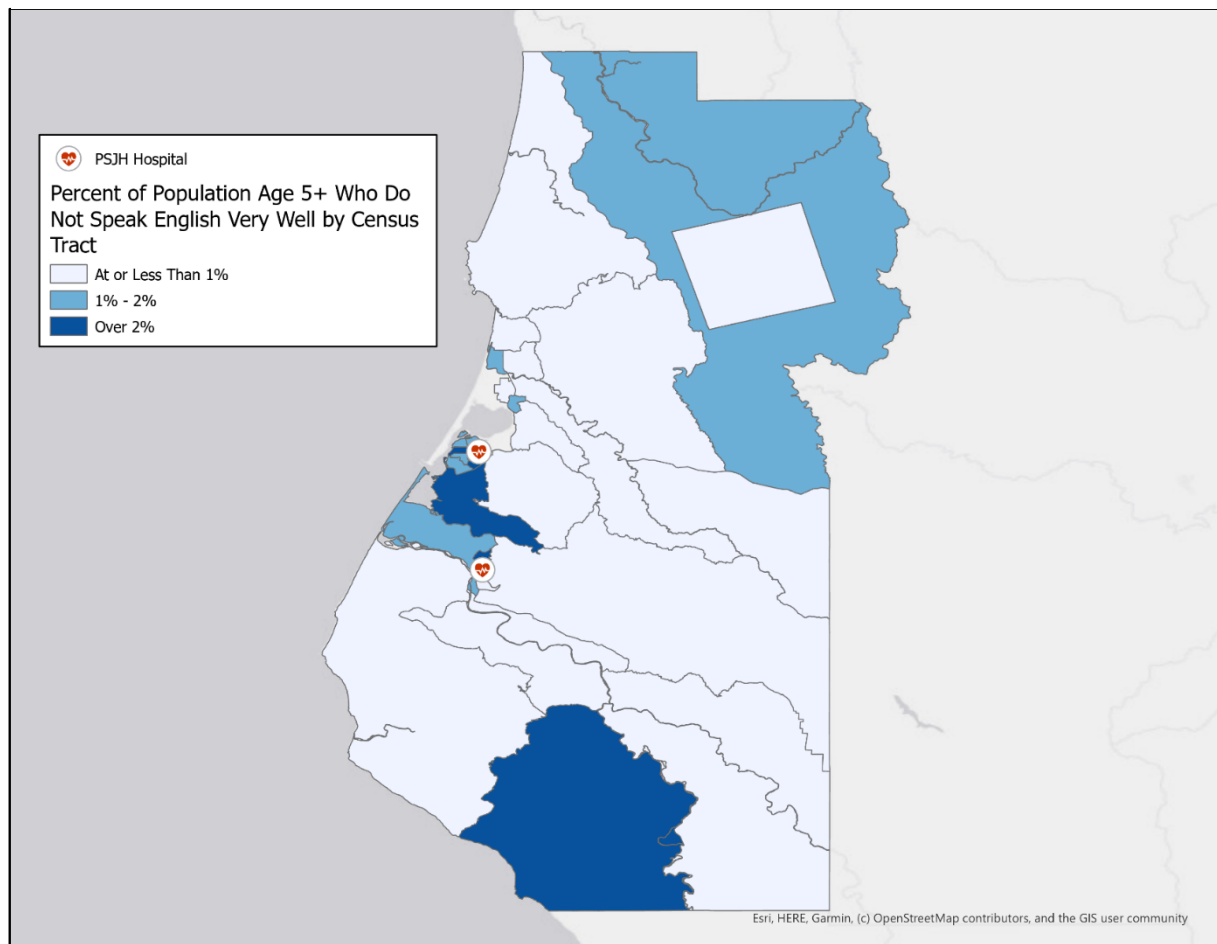 PSJH Hospital
Percent of Population Age 5+ Who Do
Not Speak English Very Well by Census
Tract
At or Less Than 1%
1% - 2%
Over 2%
Esri, HERE, Garmin, (c) OpenStreetMap contributors, and the GIS user community